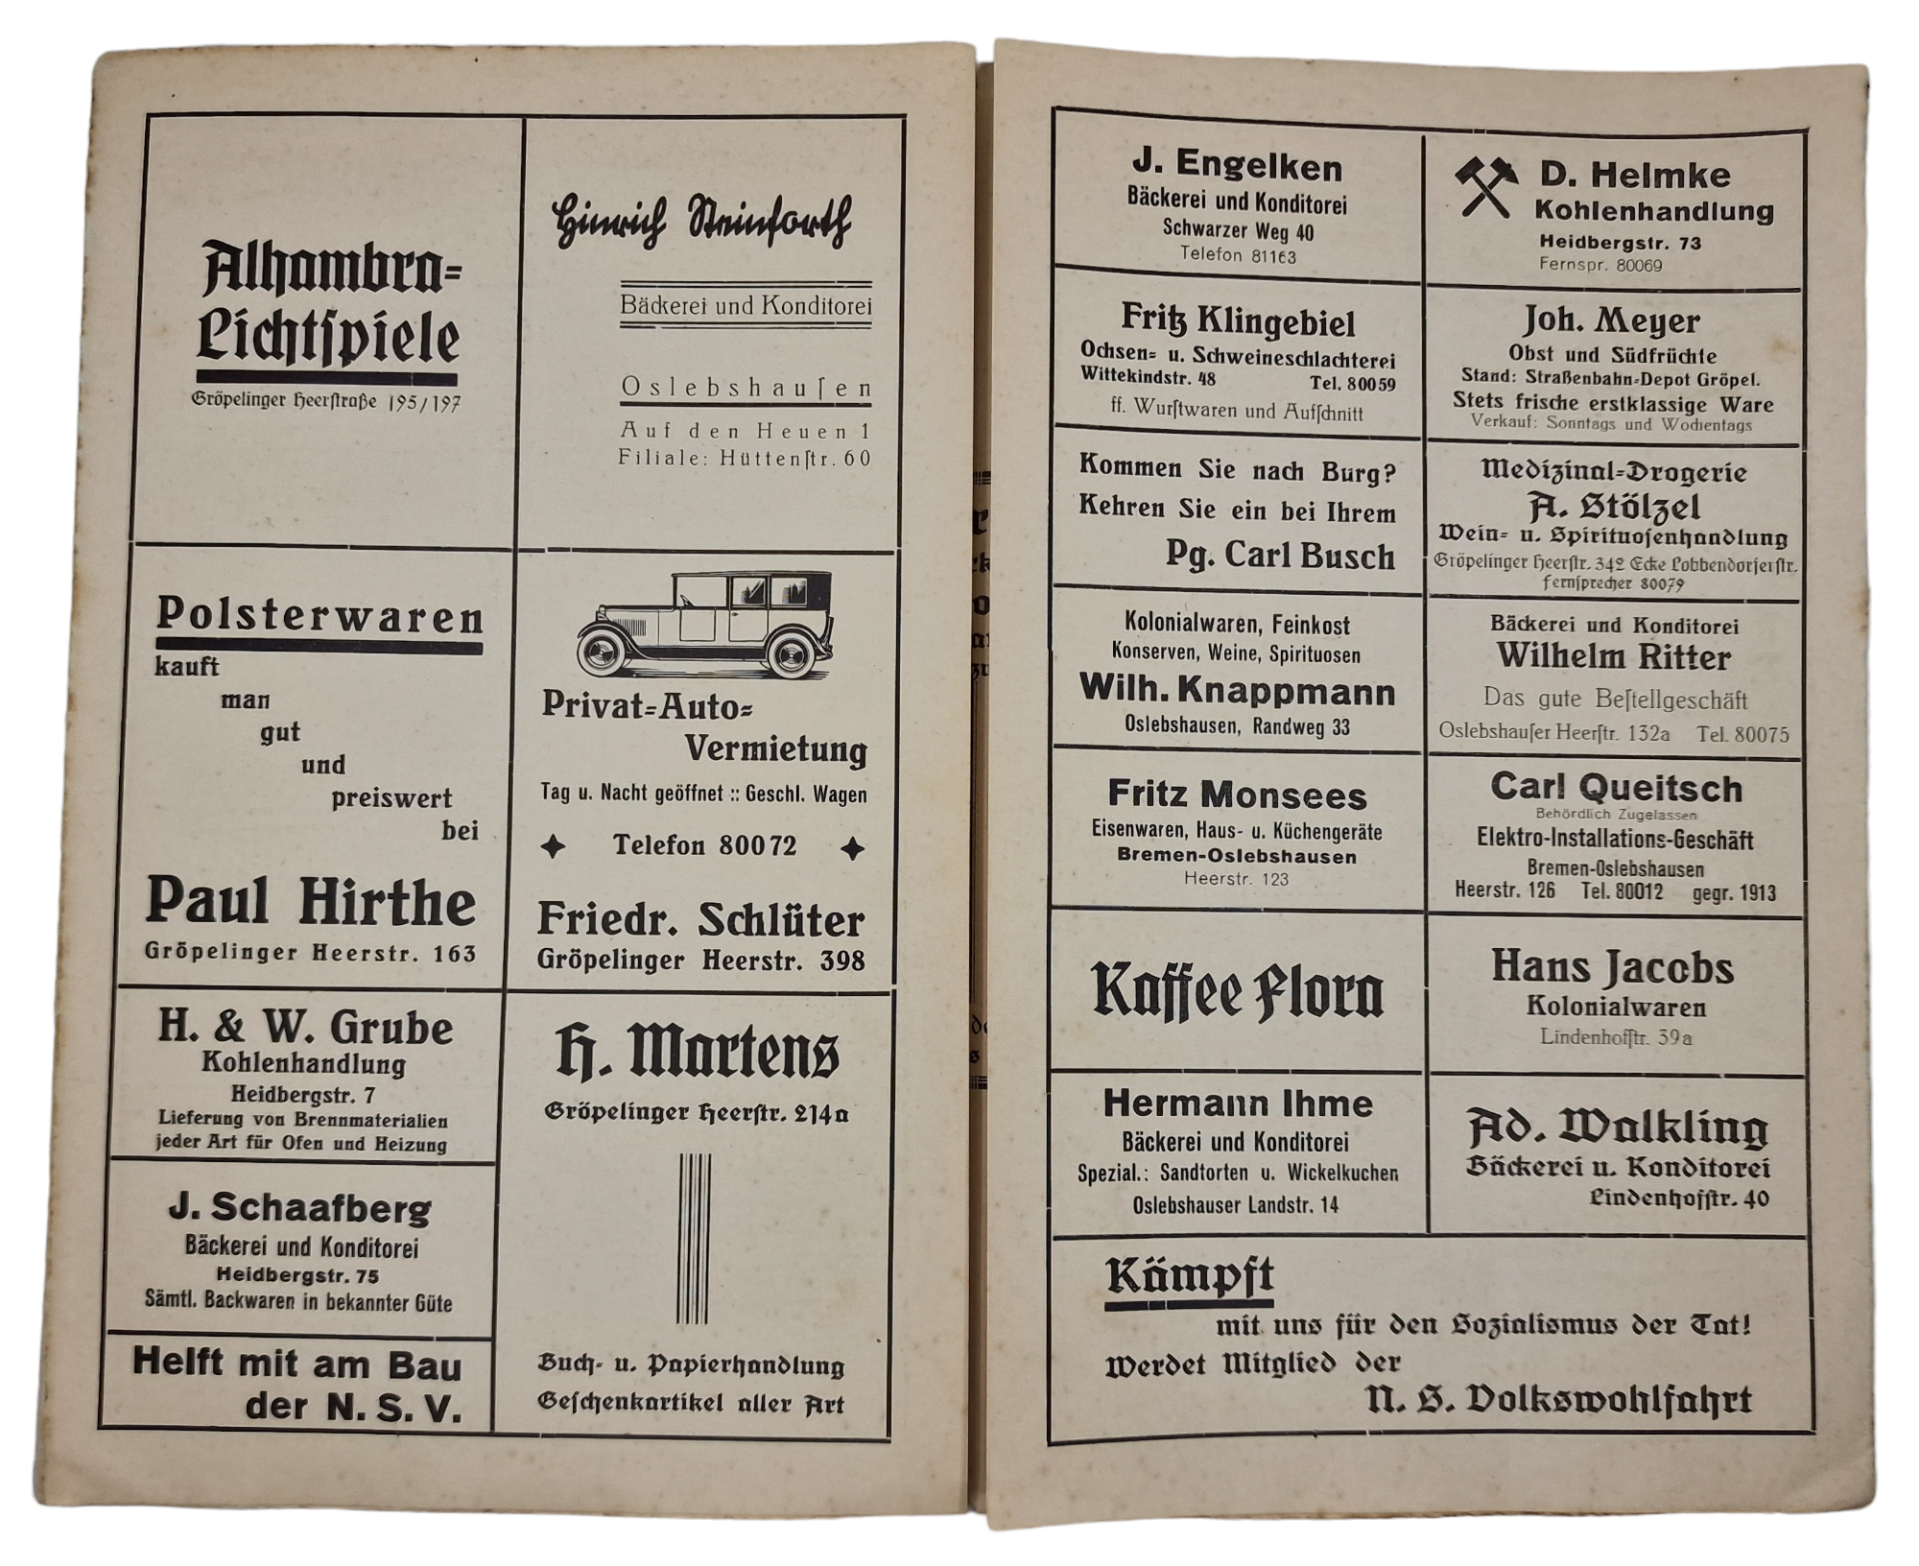 Alhambra-
Lichtspiele
Gröpelinger Heerstraße 195/197
Hinrich Steinforth
Bäckerei und Konditorei
Oslebshausen
Auf den Heuen 1
Filiale: Hüttenstr. 60
Polsterwaren
kauft
man
gut
und
preiswert
bei
Paul Hirthe
Gröpelinger Heerstr. 163
Privat-Auto-
Vermietung
Tag u. Nacht geöffnet :: Geschl. Wagen
Telefon 80072
Friedr. Schlüter
Gröpelinger Heerstr. 398
H. & W. Grube
Kohlenhandlung
Heidbergstr. 7
Lieferung von Brennmaterialien
jeder Art für Ofen und Heizung
J. Schaafberg
Bäckerei und Konditorei
Heidbergstr. 75
Sämtl. Backwaren in bekannter Güte
Helft mit am Bau
der N. S. V.
H. Martens
Gröpelinger Heerstr. 214a
Buch- u. Papierhandlung
Geschenkartikel aller Art
J. Engelken
Bäckerei und Konditorei
Schwarzer Weg 40
Telefon 81163
D. Helmke
Kohlenhandlung
Heidbergstr. 73
Fernspr. 80069
Fritz Klingebiel
Ochsen- u. Schweineschlachterei
Wittekindstr. 48 Tel. 80059
ff. Wurstwaren und Aufschnitt
Joh. Meyer
Obst und Südfrüchte
Stand: Straßenbahn-Depot Gröpel.
Stets frische erstklassige Ware
Verkauf: Sonntags und Wochentags
Kommen Sie nach Burg?
Kehren Sie ein bei Ihrem
Pg. Carl Busch
Medizinal-Drogerie
A. Stölzel
Wein- u. Spirituosenhandlung
Gröpelinger Heerstr. 342 Ecke Lobbendorferstr.
Fernsprecher 80079
Kolonialwaren, Feinkost
Konserven, Weine, Spirituosen
Wilh. Knappmann
Oslebshausen, Randweg 33
Bäckerei und Konditorei
Wilhelm Ritter
Das gute Bestellgeschäft
Oslebshauser Heerstr. 132a Tel. 80075
Fritz Monsees
Eisenwaren, Haus- u. Küchengeräte
Bremen-Oslebshausen
Heerstr. 123
Carl Queitsch
Behördlich Zugelassen
Elektro-Installations-Geschäft
Bremen-Oslebshausen
Heerstr. 126 Tel. 80012 gegr. 1913
Kaffee Flora
Hans Jacobs
Kolonialwaren
Lindenhofstr. 39a
Hermann Ihme
Bäckerei und Konditorei
Spezial.: Sandtorten u. Wickelkuchen
Oslebshauser Landstr. 14
Ad. Walkling
Bäckerei u. Konditorei
Lindenhofstr. 40
Kämpft
mit uns für den Sozialismus der Tat!
Werdet Mitglied der
N. S. Volkswohlfahrt